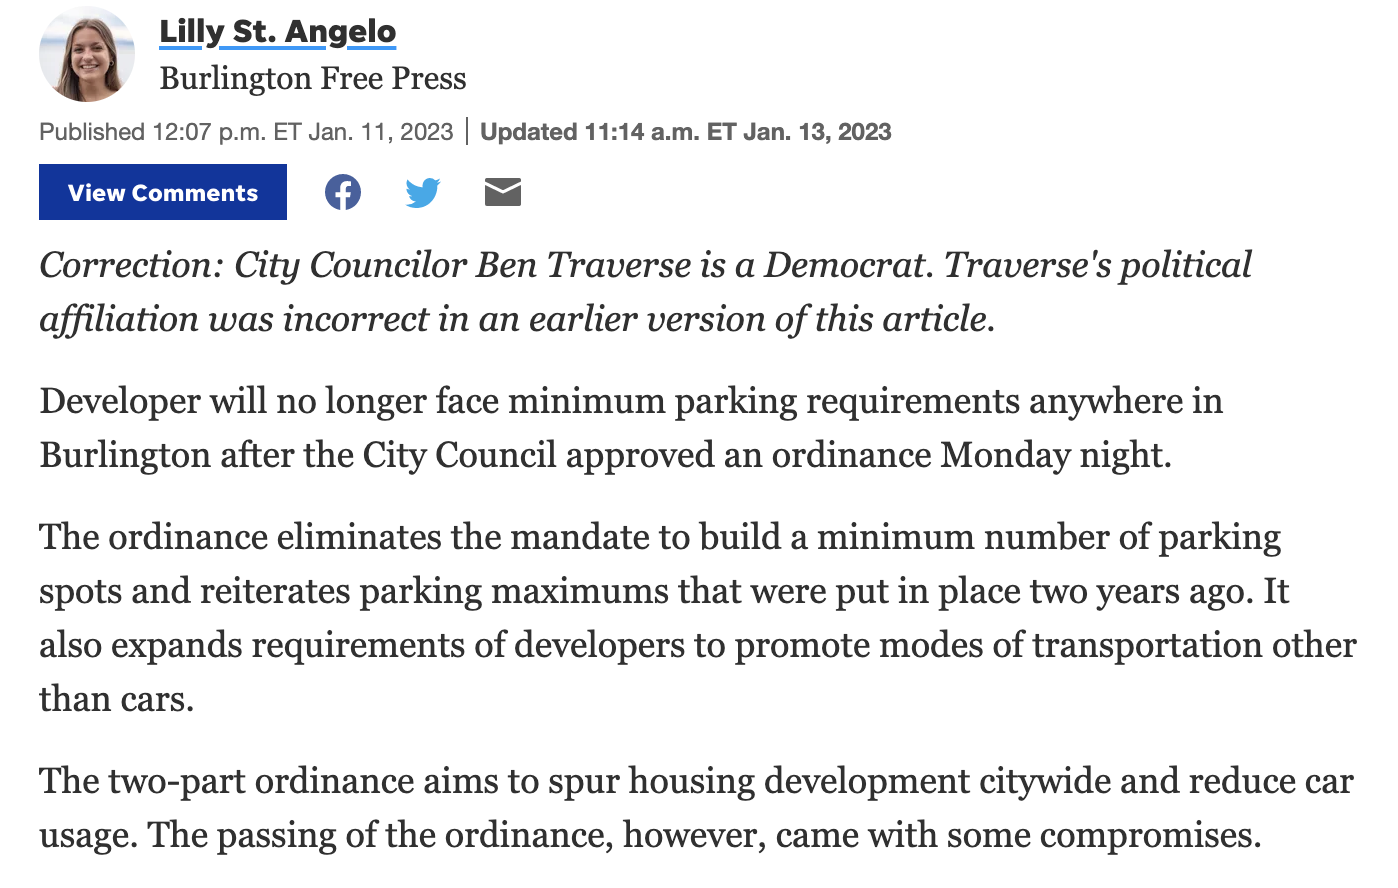 Lilly St. Angelo
Burlington Free Press
Published 12:07 p.m. ET Jan. 11, 2023 | Updated 11:14 a.m. ET Jan. 13, 2023
View Comments
Correction: City Councilor Ben Traverse is a Democrat. Traverse's political
affiliation was incorrect in an earlier version of this article.
Developer will no longer face minimum parking requirements anywhere in
Burlington after the City Council approved an ordinance Monday night.
The ordinance eliminates the mandate to build a minimum number of parking
spots and reiterates parking maximums that were put in place two years ago. It
also expands requirements of developers to promote modes of transportation other
than cars.
The two-part ordinance aims to spur housing development citywide and reduce car
usage. The passing of the ordinance, however, came with some compromises.